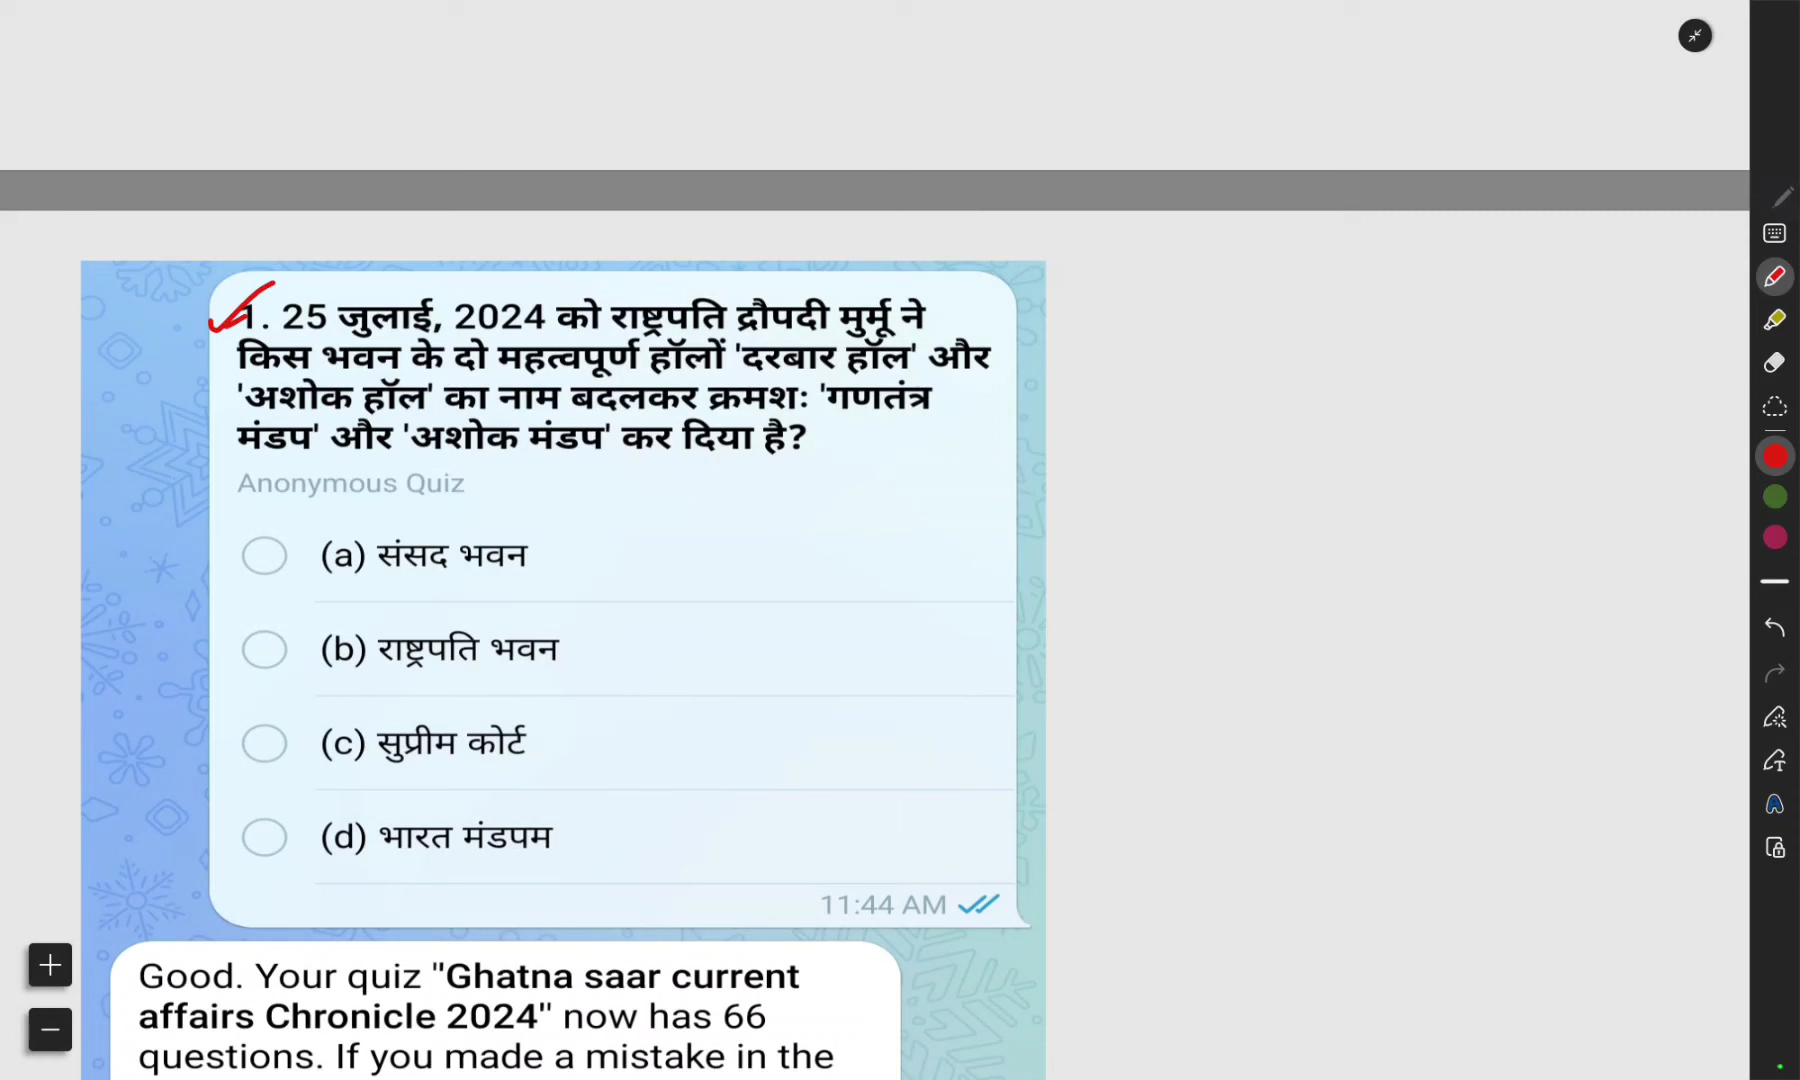 1. 25 जुलाई, 2024 को राष्ट्रपति द्रौपदी मुर्मू ने
किस भवन के दो महत्वपूर्ण हॉलों 'दरबार हॉल' और
'अशोक हॉल' का नाम बदलकर क्रमशः 'गणतंत्र
मंडप' और 'अशोक मंडप' कर दिया है?
Anonymous Quiz
(a) संसद भवन
(b) राष्ट्रपति भवन
(c) सुप्रीम कोर्ट
(d) भारत मंडपम
11:44 AM
Good. Your quiz "Ghatna saar current
affairs Chronicle 2024" now has 66
questions. If you made a mistake in the